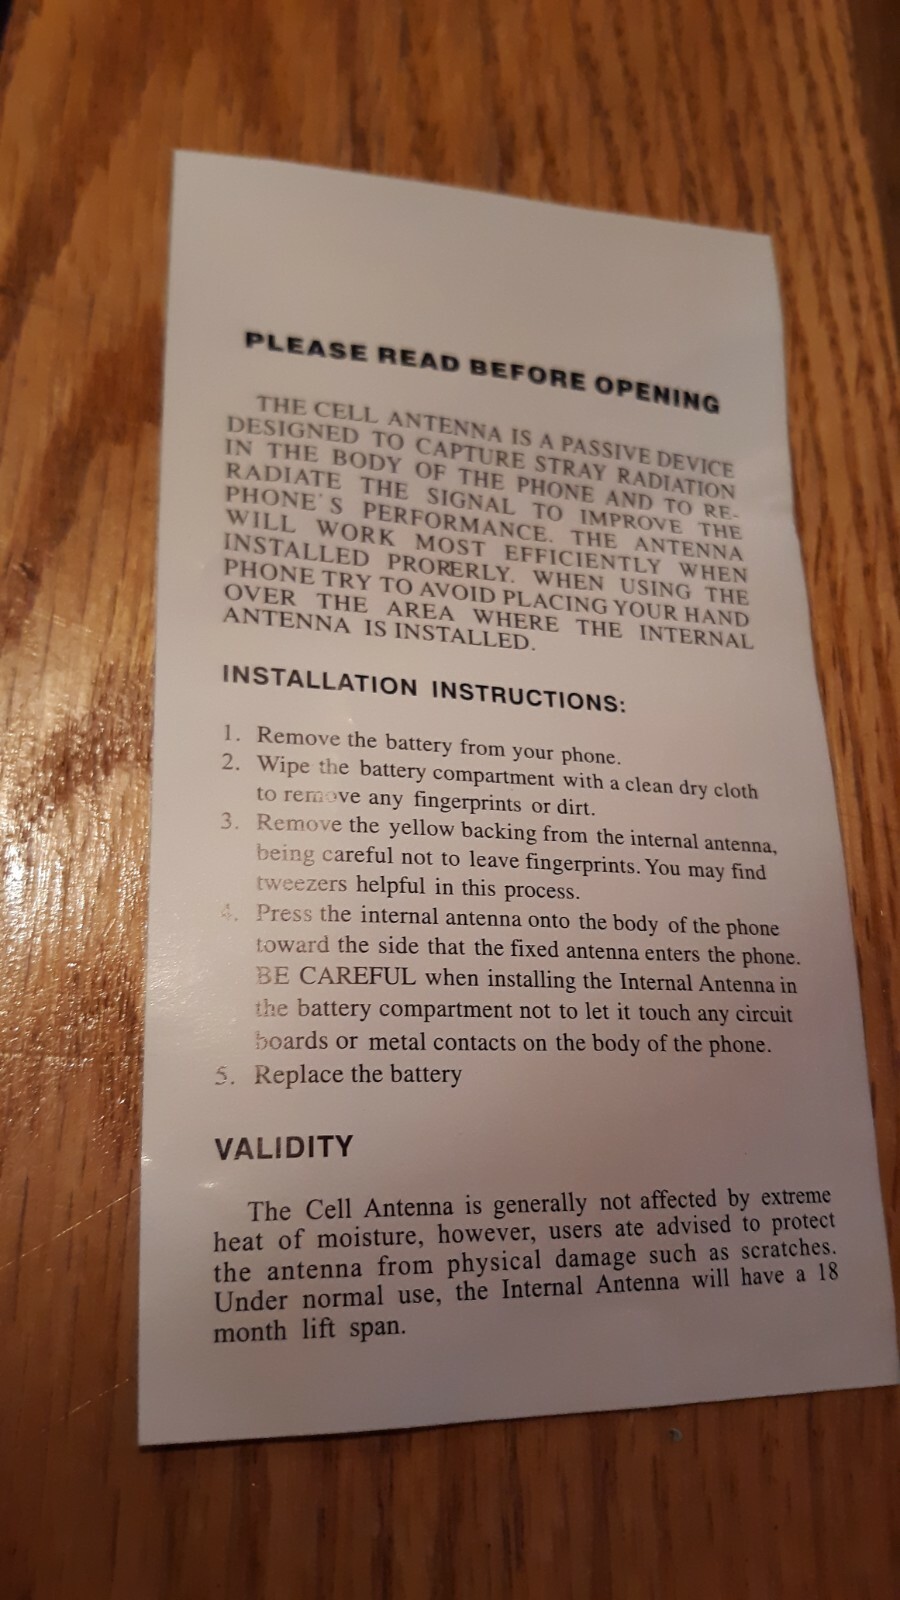 PLEASE READ BEFORE OPENING
THE CELL ANTENNA IS A PASSIVE DEVICE
DESIGNED TO CAPTURE STRAY RADIATION
IN THE BODY OF THE PHONE AND TO RE-
RADIATE THE SIGNAL TO IMPROVE THE
PHONE'S PERFORMANCE. THE ANTENNA
WILL WORK MOST EFFICIENTLY WHEN
INSTALLED PRORERLY. WHEN USING THE
PHONE TRY TO AVOID PLACING YOUR HAND
OVER THE AREA WHERE THE INTERNAL
ANTENNA IS INSTALLED.
INSTALLATION INSTRUCTIONS:
1. Remove the battery from your phone.
2. Wipe the battery compartment with a clean dry cloth
to remove any fingerprints or dirt.
3. Remove the yellow backing from the internal antenna,
being careful not to leave fingerprints. You may find
tweezers helpful in this process.
4. Press the internal antenna onto the body of the phone
toward the side that the fixed antenna enters the phone.
BE CAREFUL when installing the Internal Antenna in
the battery compartment not to let it touch any circuit
boards or metal contacts on the body of the phone.
5. Replace the battery
VALIDITY
The Cell Antenna is generally not affected by extreme
heat of moisture, however, users ate advised to protect
the antenna from physical damage such as scratches.
Under normal use, the Internal Antenna will have a 18
month lift span.